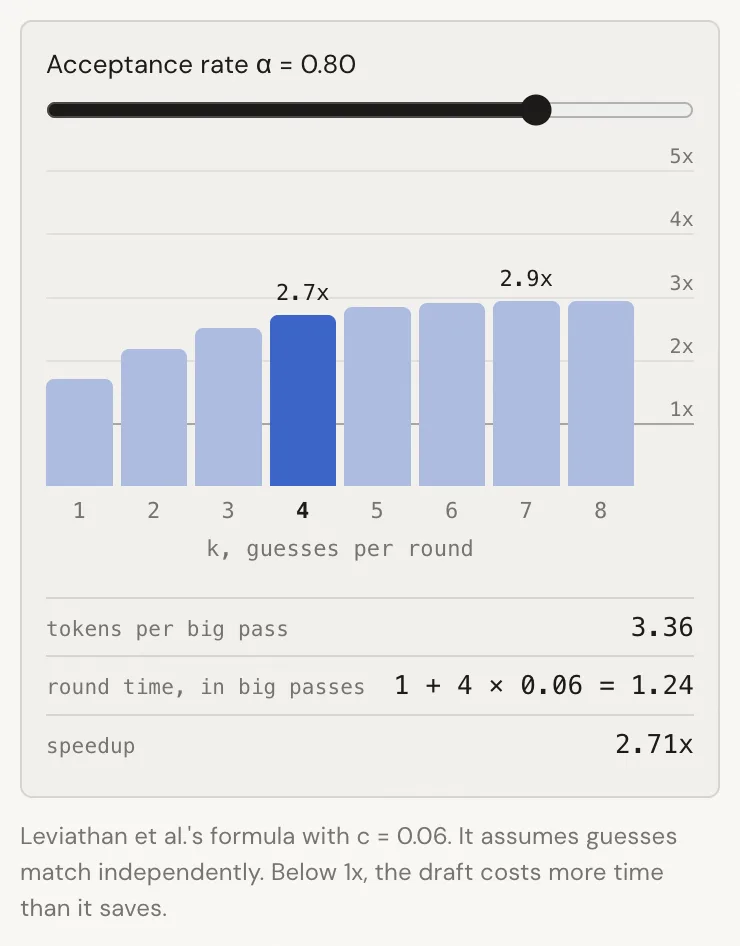 Acceptance rate α = 0.80
5x
4x
3x
2x
1x
2.7x
2.9x
1 2 3 4 5 6 7 8
k, guesses per round
tokens per big pass 3.36
round time, in big passes 1 + 4 × 0.06 = 1.24
speedup 2.71x
Leviathan et al.'s formula with c = 0.06. It assumes guesses
match independently. Below 1x, the draft costs more time
than it saves.